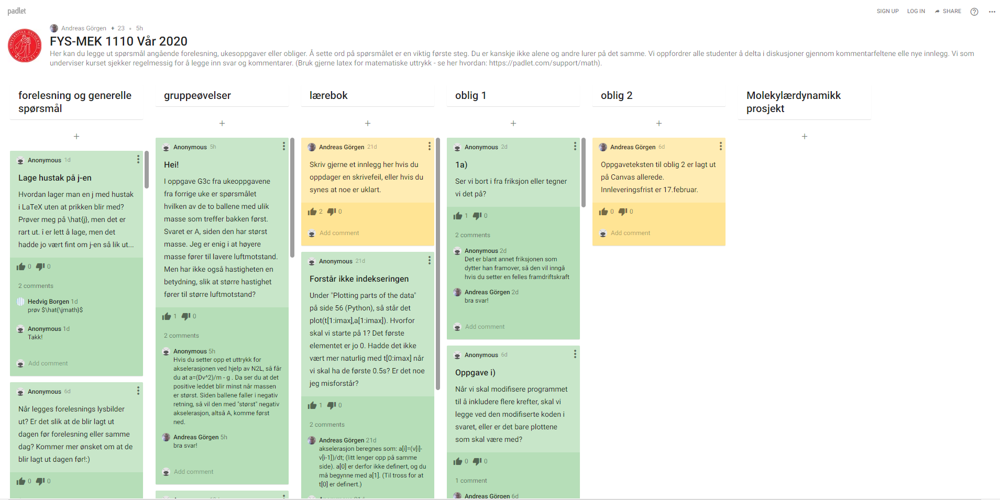 padlet
SIGN UP LOG IN SHARE
Andreas Görgen + 23 • 5h
FYS-MEK 1110 Vår 2020
Her kan du legge ut spørsmål angående forelesning, ukesoppgaver eller obliger. Å sette ord på spørsmålet er en viktig første steg. Du er kanskje ikke alene og andre lurer på det samme. Vi oppfordrer alle studenter å delta i diskusjoner gjennom kommentarfeltene elle nye innlegg. Vi som
underviser kurset sjekker regelmessig for å legge inn svar og kommentarer. (Bruk gjerne latex for matematiske uttrykk - se her hvordan: https://padlet.com/support/math).
forelesning og generelle
spørsmål
+
Anonymous 1d
Lage hustak på j-en
Hvordan lager man en j med hustak
i LaTeX uten at prikken blir med?
Prøver meg på \hat{j}, men det er
rart ut. î er lett å lage, men det
hadde jo vært fint om j-en så lik ut...
0 0
2 comments
Hedvig Borgen 1d
prøv $\hat{\jmath}$
Anonymous 1d
Takk!
Add comment
Anonymous 6d
Når legges forelesnings lysbilder
ut? Er det slik at de blir lagt ut
dagen før forelesning eller samme
dag? Kommer mer ønsket om at de
blir lagt ut dagen før!:)
0 0
gruppeøvelser
+
Anonymous 5h
Hei!
I oppgave G3c fra ukeoppgavene
fra forrige uke er spørsmålet
hvilken av de to ballene med ulik
masse som treffer bakken først.
Svaret er A, siden den har størst
masse. Jeg er enig i at høyere
masse fører til lavere luftmotstand.
Men har ikke også hastigheten en
betydning, slik at større hastighet
fører til større luftmotstand?
1 0
2 comments
Anonymous 5h
Hvis du setter opp et uttrykk for
akselerasjonen ved hjelp av N2L, så får
du at a=(Dv^2)/m - g . Da ser du at det
positive leddet blir minst når massen
er størst. Siden ballene faller i negativ
retning, så vil den med "størst" negativ
akselerasjon, altså A, komme først
ned.
Andreas Görgen 5h
bra svar!
Add comment
lærebok
+
Andreas Görgen 21d
Skriv gjerne et innlegg her hvis du
oppdager en skrivefeil, eller hvis du
synes at noe er uklart.
2 0
Add comment
Anonymous 21d
Forstår ikke indekseringen
Under "Plotting parts of the data"
på side 56 (Python), så står det
plot(t[1:imax],a[1:imax]). Hvorfor
skal vi starte på 1? Det første
elementet er jo 0. Hadde det ikke
vært mer naturlig med t[0:imax] når
vi skal ha de første 0.5s? Er det noe
jeg misforstår?
1 0
2 comments
Andreas Görgen 21d
akselerasjon beregnes som: a[i]=(v[i]-
v[i-1])/dt; (litt lenger opp på samme
side). a[0] er derfor ikke definert, og du
må begynne med a[1]. (Til tross for at
t[0] er definert.)
oblig 1
+
Anonymous 2d
1a)
Ser vi bort i fra friksjon eller tegner
vi det på?
1 0
2 comments
Anonymous 2d
Det er blant annet friksjonen som
dytter han framover, så den vil inngå
hvis du setter en felles framdriftskraft
Andreas Görgen 2d
bra svar!
Add comment
Anonymous 6d
Oppgave i)
Når vi skal modifisere programmet
til å inkludere flere krefter, skal vi
legge ved den modifiserte koden i
svaret, eller er det bare plottene
som skal være med?
0 0
1 comment
Andreas Görgen 6d
oblig 2
+
Andreas Görgen 6d
Oppgaveteksten til oblig 2 er lagt ut
på Canvas allerede.
Innleveringsfrist er 17.februar.
0 0
Add comment
Molekylærdynamikk
prosjekt
+